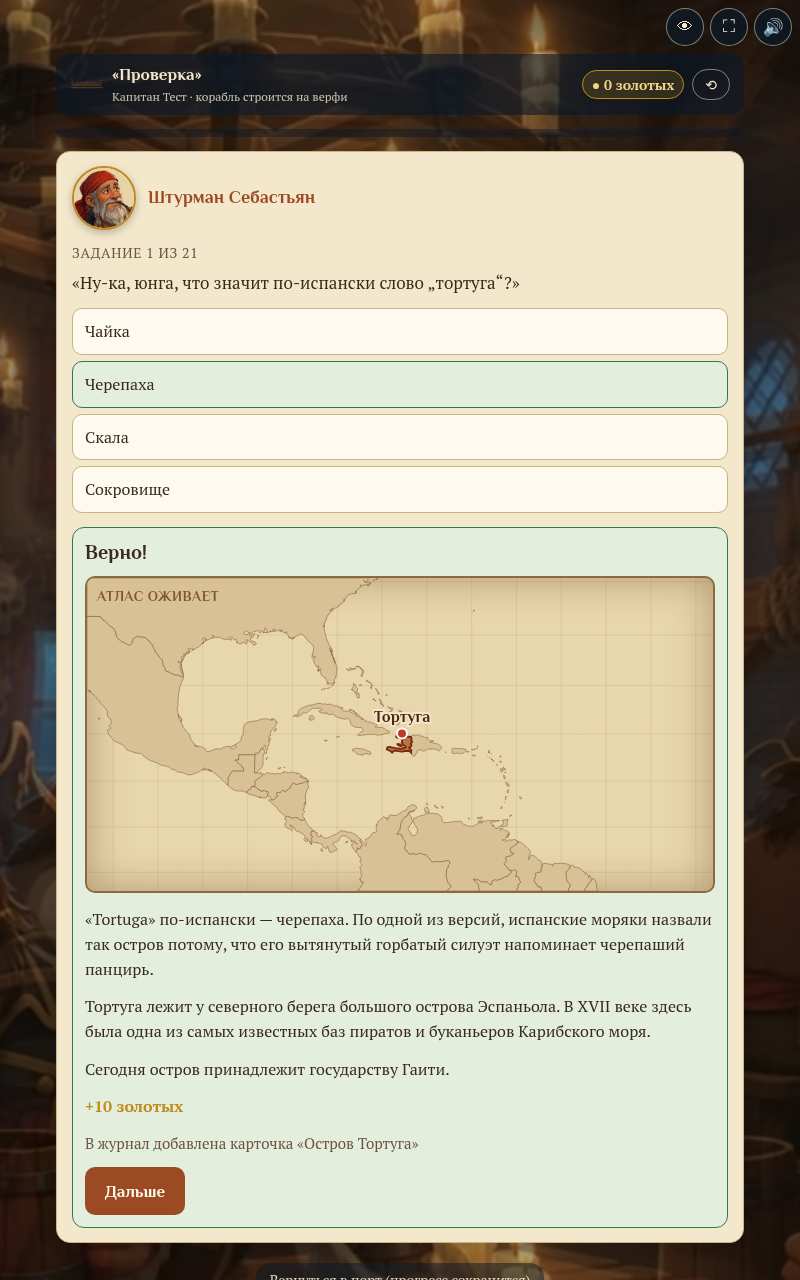 «Проверка»
Капитан Тест · корабль строится на верфи
● 0 золотых
Штурман Себастьян
ЗАДАНИЕ 1 ИЗ 21
«Ну-ка, юнга, что значит по-испански слово „тортуга“?»
Чайка
Черепаха
Скала
Сокровище
Верно!
АТЛАС ОЖИВАЕТ
Тортуга
«Tortuga» по-испански — черепаха. По одной из версий, испанские моряки назвали
так остров потому, что его вытянутый горбатый силуэт напоминает черепаший
панцирь.
Тортуга лежит у северного берега большого острова Эспаньола. В XVII веке здесь
была одна из самых известных баз пиратов и буканьеров Карибского моря.
Сегодня остров принадлежит государству Гаити.
+10 золотых
В журнал добавлена карточка «Остров Тортуга»
Дальше
Вернуться в порт (прогресс сохранится)